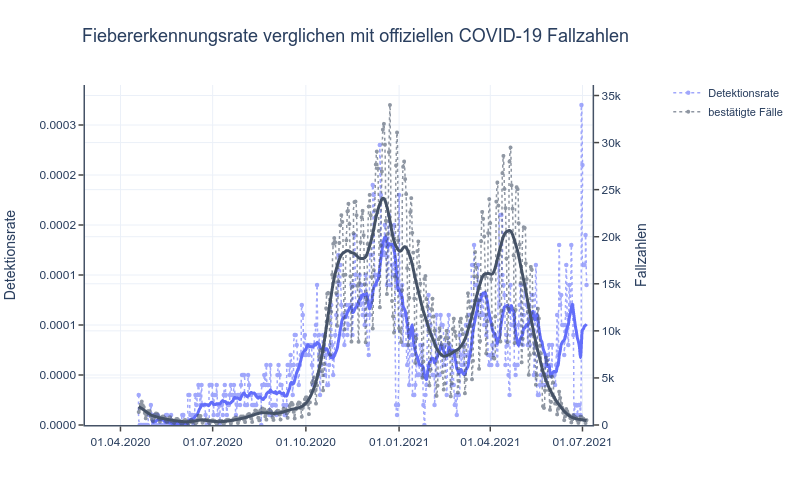 Fiebererkennungsrate verglichen mit offiziellen COVID-19 Fallzahlen
Detektionsrate
bestätigte Fälle
Detektionsrate
0.0003
0.0002
0.0002
0.0001
0.0001
0.0000
0.0000
35k
30k
25k
20k
15k
10k
5k
0
Fallzahlen
01.04.2020
01.07.2020
01.10.2020
01.01.2021
01.04.2021
01.07.2021